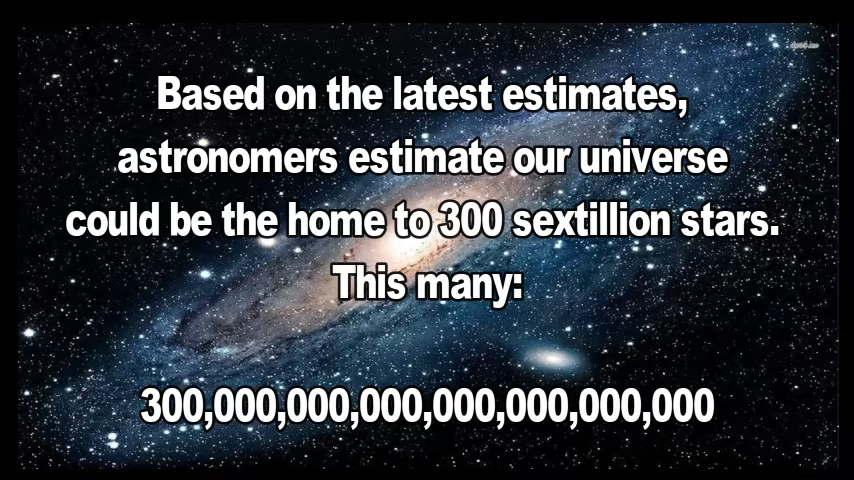 Based on the latest estimates,
astronomers estimate our universe
could be the home to 300 sextillion stars.
This many:
300,000,000,000,000,000,000,000